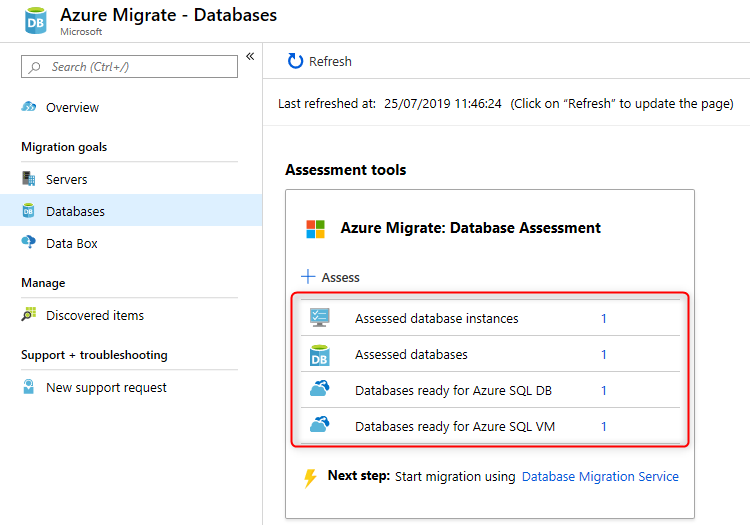 Azure Migrate - Databases
Microsoft
Search (Ctrl+/)
«
Overview
Migration goals
Servers
DB Databases
Data Box
Manage
Discovered items
Support + troubleshooting
New support request
Refresh
Last refreshed at: 25/07/2019 11:46:24 (Click on “Refresh” to update the page)
Assessment tools
Azure Migrate: Database Assessment
+ Assess
Assessed database instances 1
DB Assessed databases 1
Databases ready for Azure SQL DB 1
Databases ready for Azure SQL VM 1
Next step: Start migration using Database Migration Service